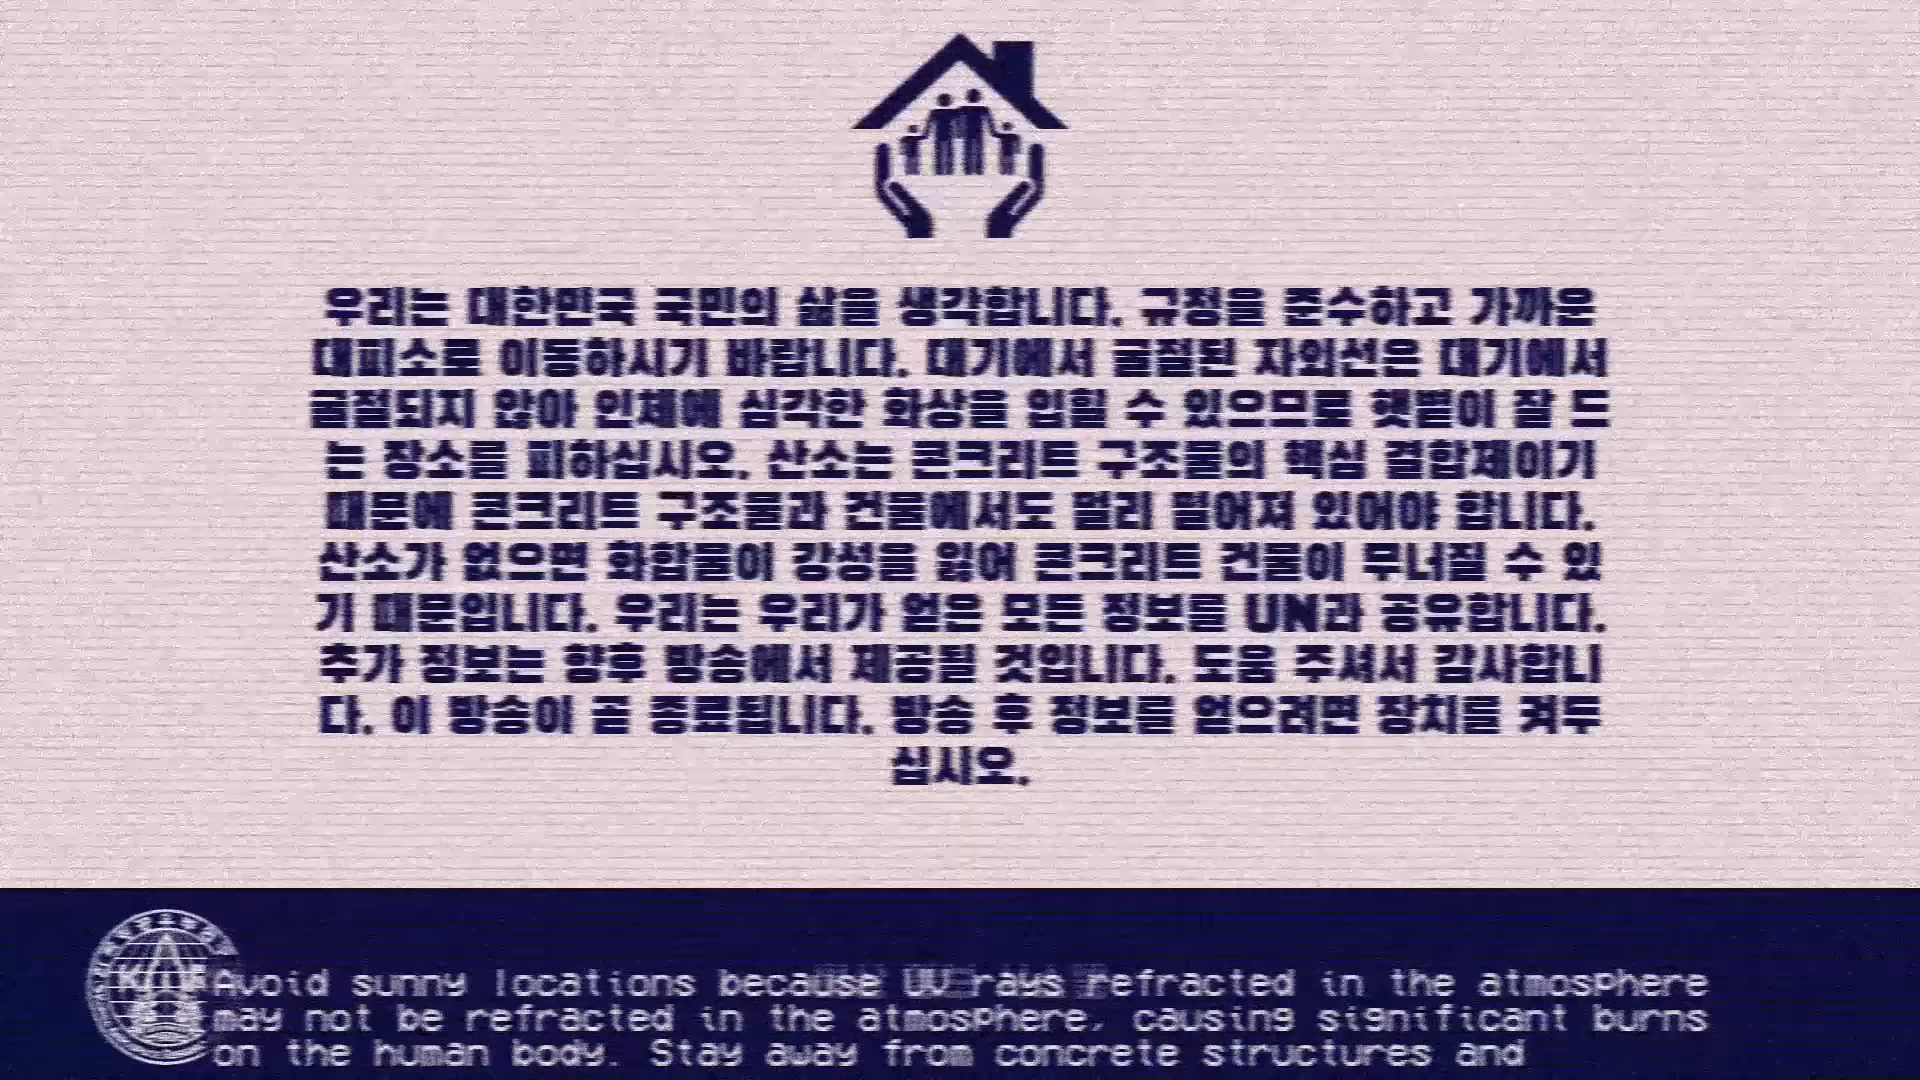 우리는 대한민국 국민의 삶을 생각합니다. 규정을 준수하고 가까운
대피소로 이동하시기 바랍니다. 대기에서 굴절된 자외선은 대기에서
굴절되지 않아 인체에 심각한 화상을 입힐 수 있으므로 햇볕이 잘 드
는 장소를 피하십시오. 산소는 콘크리트 구조물의 핵심 결합제이기
때문에 콘크리트 구조물과 건물에서도 멀리 떨어져 있어야 합니다.
산소가 없으면 화합물이 강성을 잃어 콘크리트 건물이 무너질 수 있
기 때문입니다. 우리는 우리가 얻은 모든 정보를 UN과 공유합니다.
추가 정보는 향후 방송에서 제공될 것입니다. 도움 주셔서 감사합니
다. 이 방송이 곧 종료됩니다. 방송 후 정보를 얻으려면 장치를 켜두
십시오.
Avoid sunny locations because UV rays refracted in the atmosphere
may not be refracted in the atmosphere, causing significant burns
on the human body. Stay away from concrete structures and